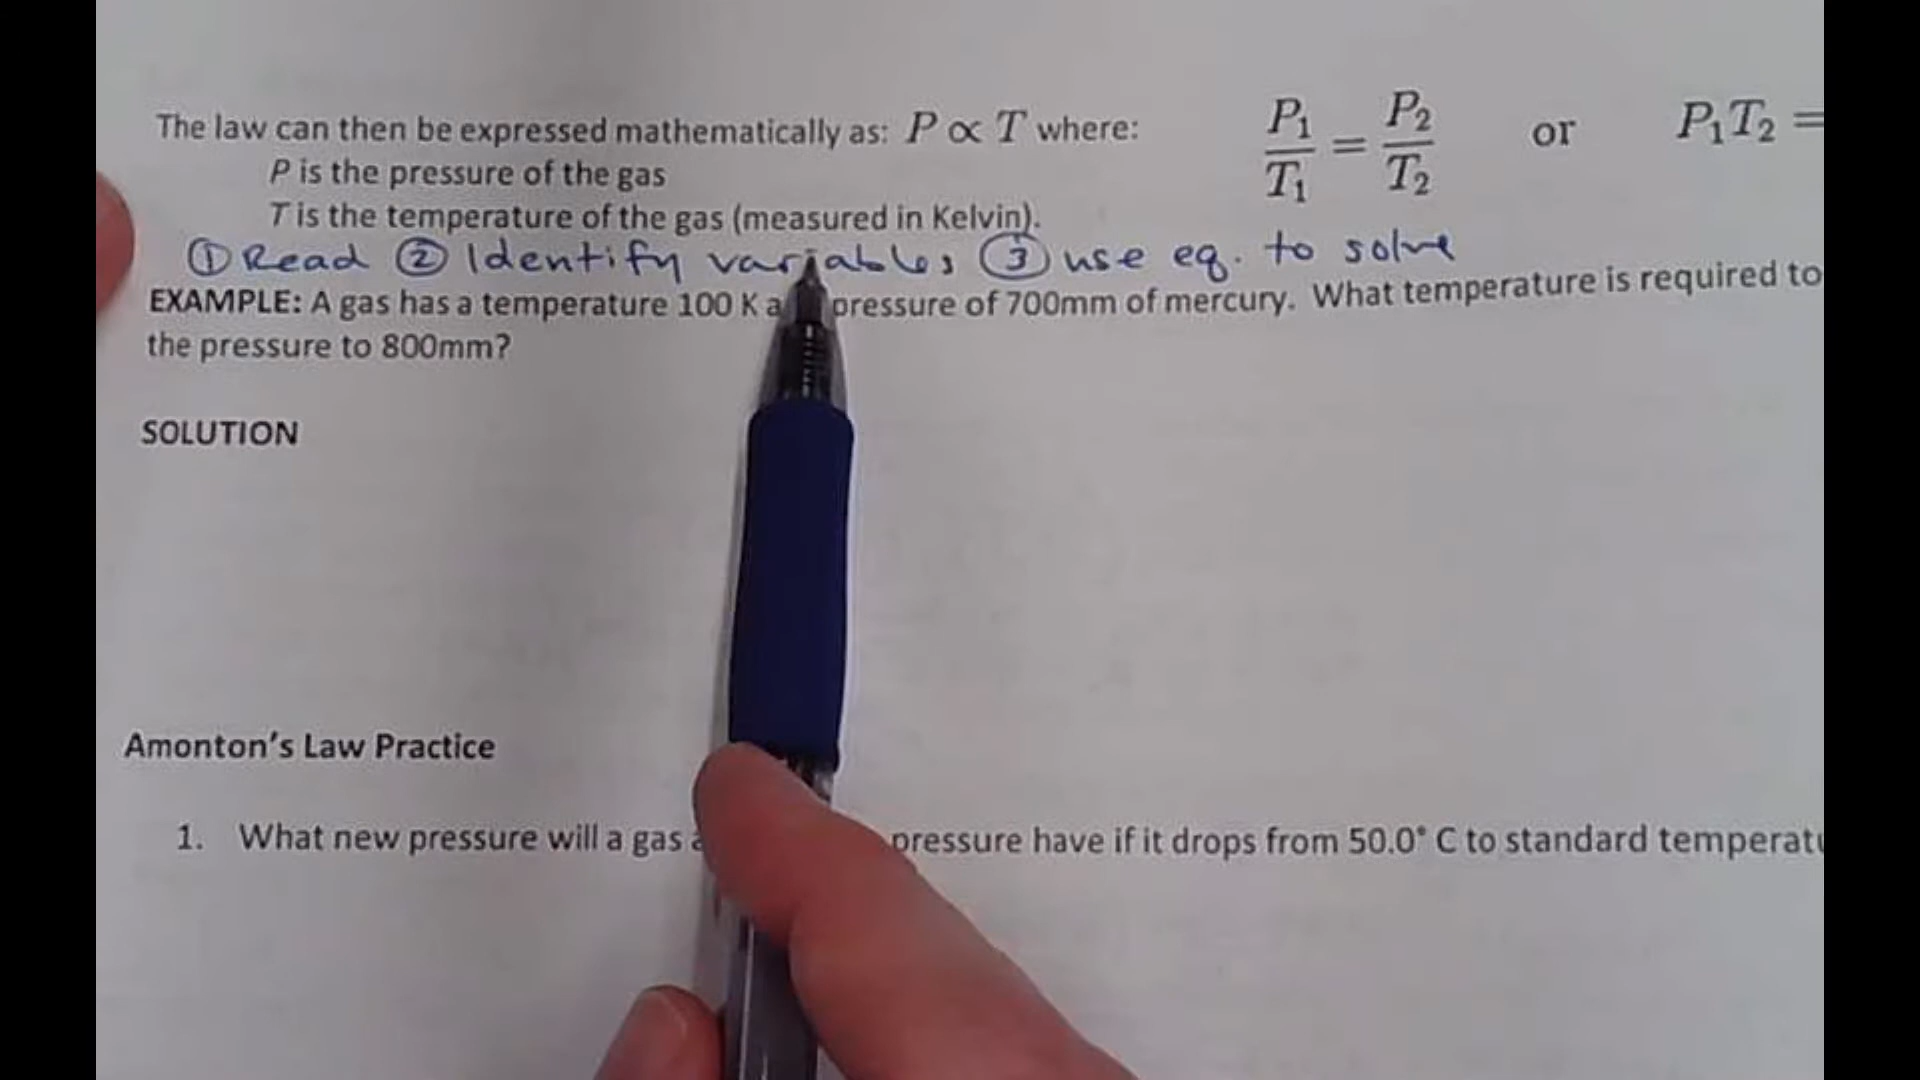 The law can then be expressed mathematically as: P ∝ T where: P₁/T₁ = P₂/T₂ or P₁T₂ =
P is the pressure of the gas
T is the temperature of the gas (measured in Kelvin).
① Read ② Identify variables ③ use eq. to solve
EXAMPLE: A gas has a temperature 100 K a pressure of 700mm of mercury. What temperature is required to
the pressure to 800mm?
SOLUTION
Amonton's Law Practice
1. What new pressure will a gas pressure have if it drops from 50.0° C to standard